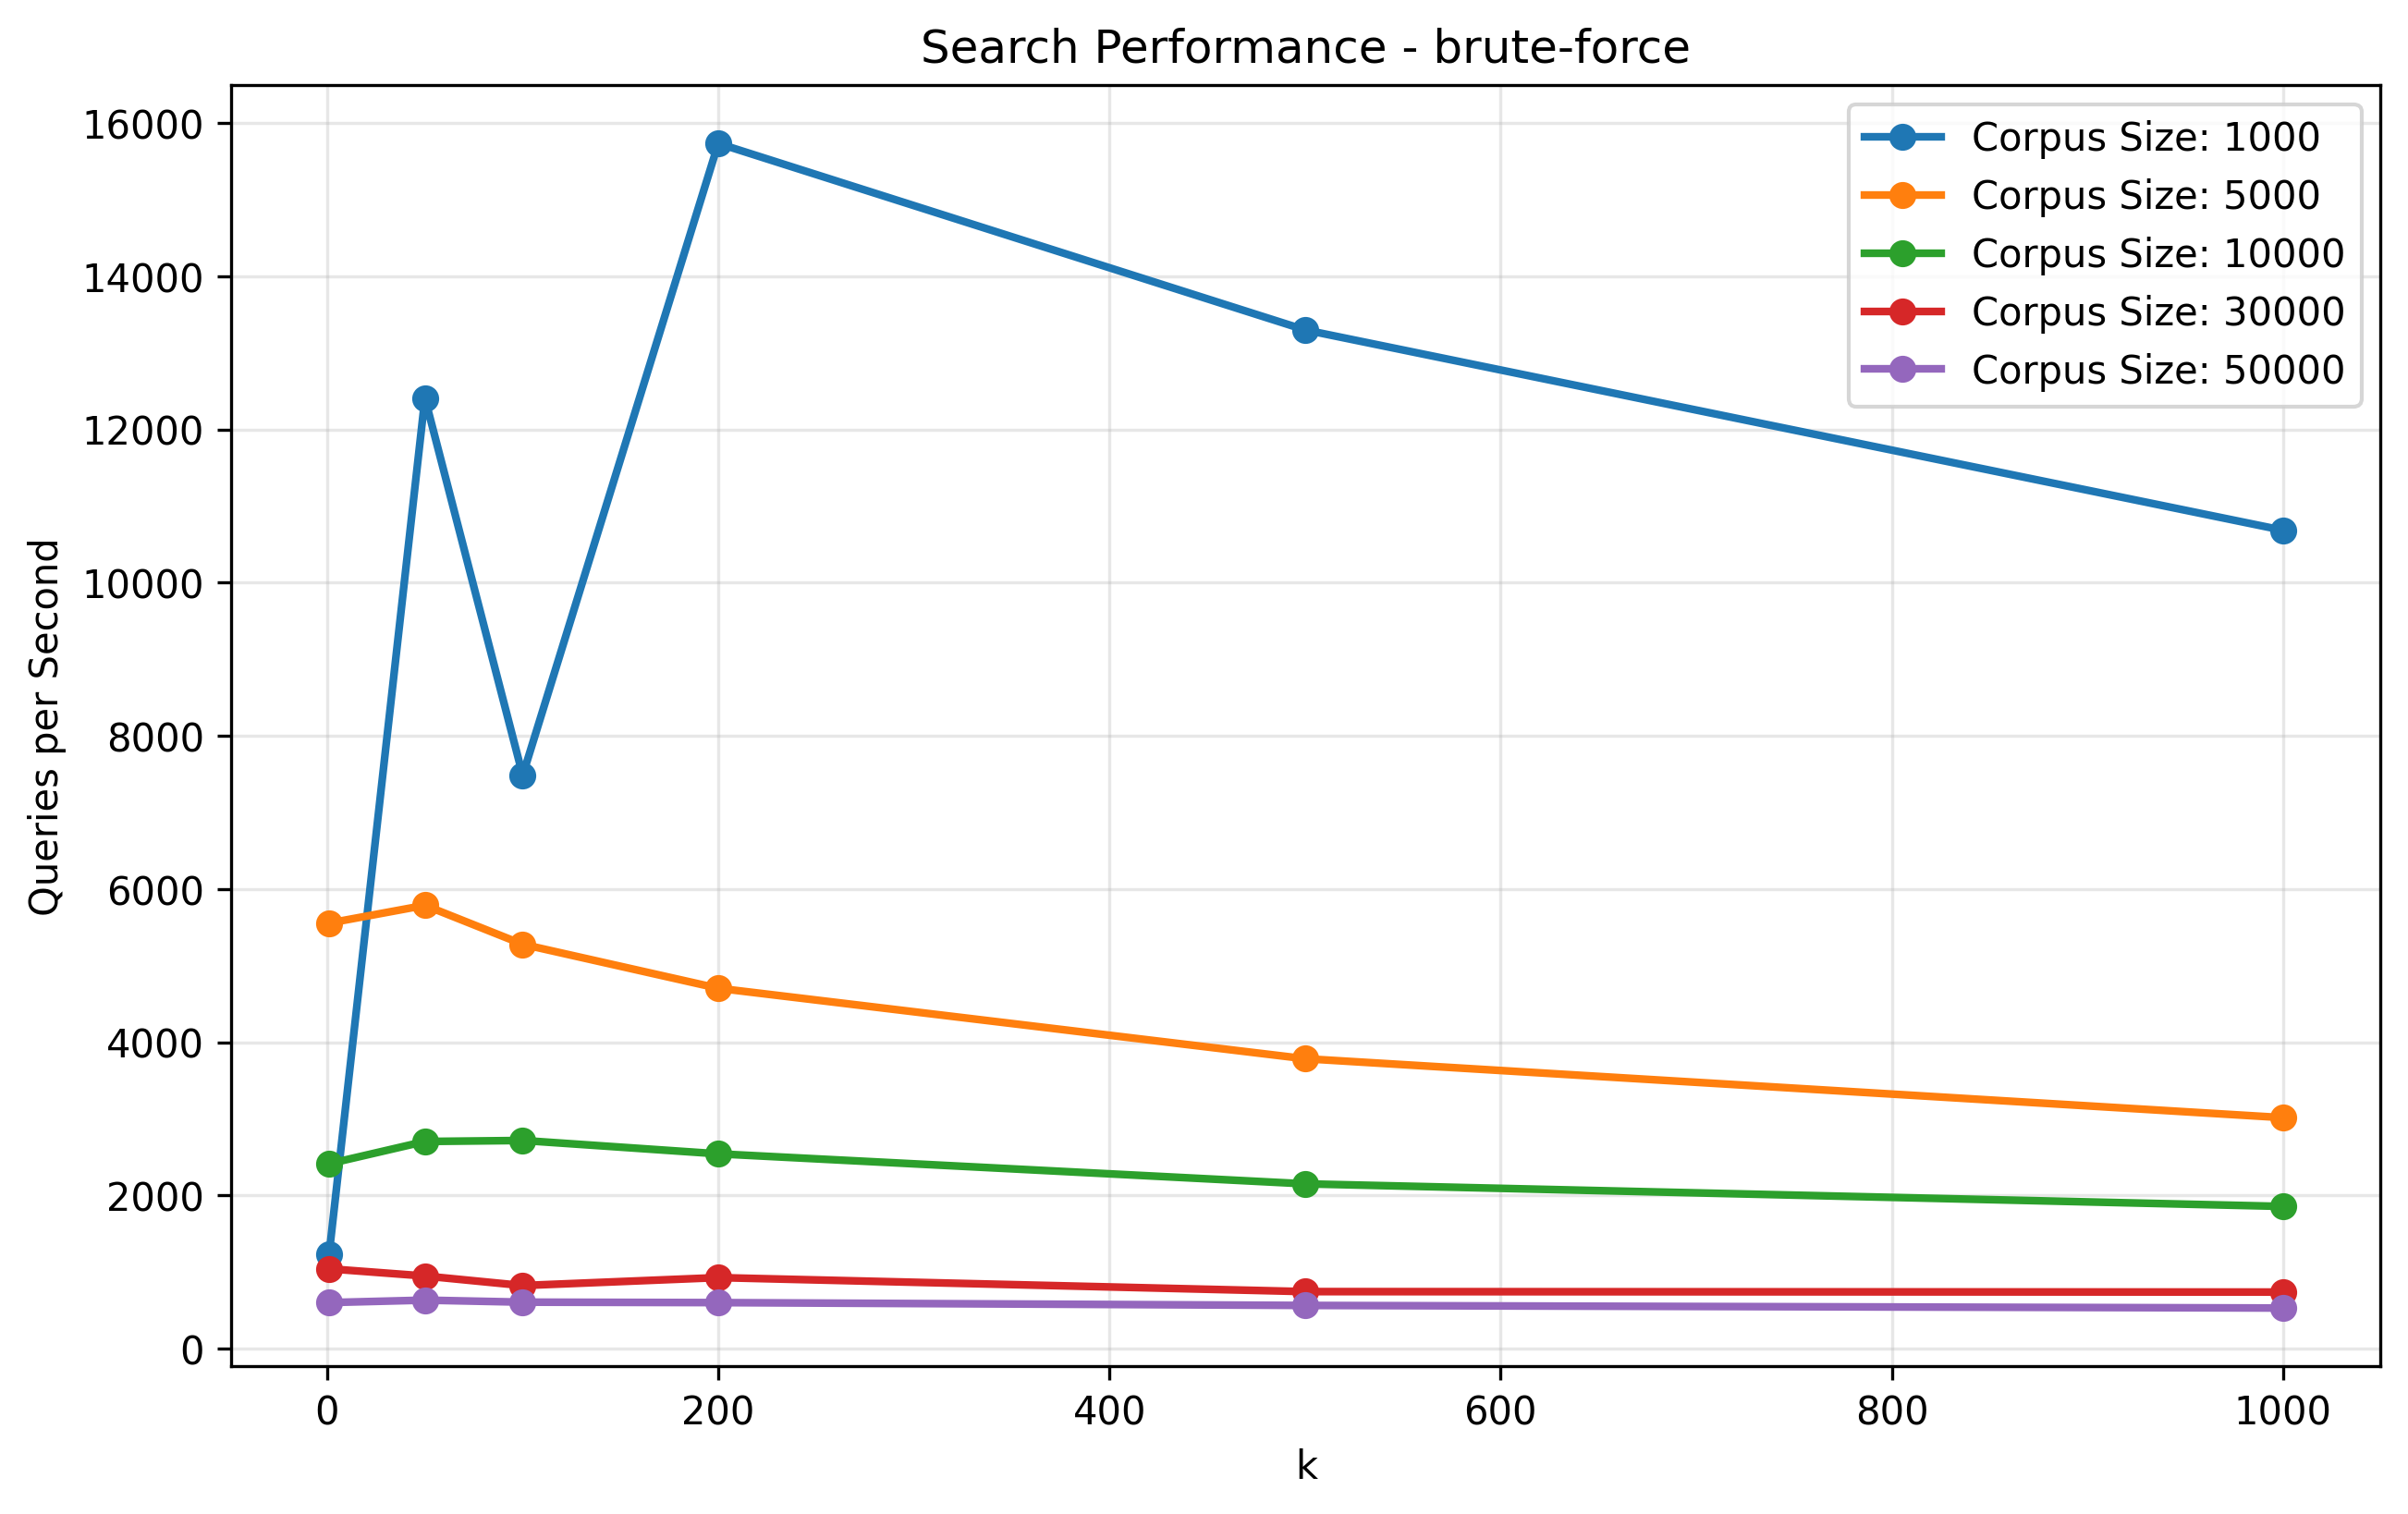 Search Performance - brute-force
16000
14000
12000
10000
8000
6000
4000
2000
0
Queries per Second
Corpus Size: 1000
Corpus Size: 5000
Corpus Size: 10000
Corpus Size: 30000
Corpus Size: 50000
0 200 400 600 800 1000
k